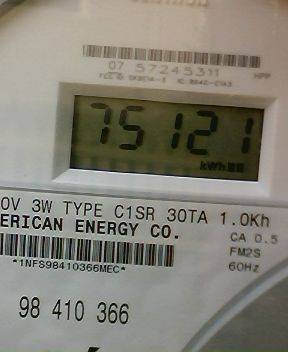 07 57245311
HPP
75121
kWh
0V 3W TYPE C1SR 30TA 1.0Kh
ERICAN ENERGY CO.
CA 0.5
FM2S
60Hz
*1NFS98410366MEC*
98 410 366